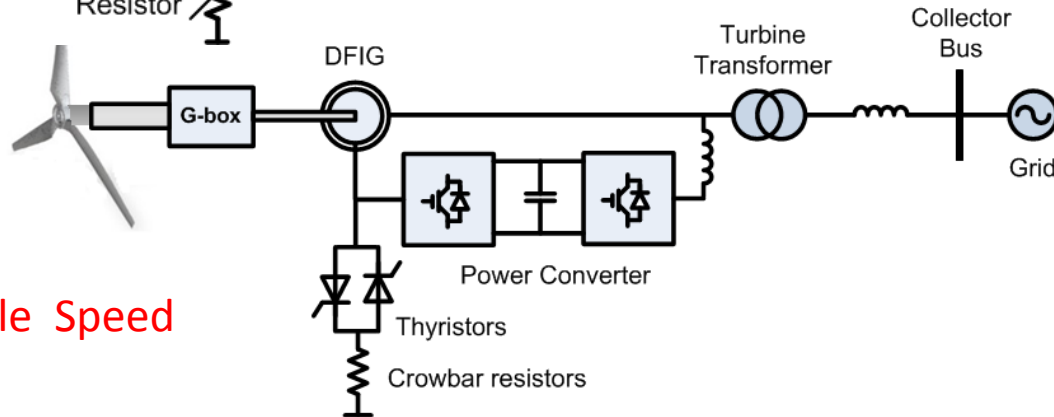 Resistor
Collector
Bus
Turbine
Transformer
DFIG
G-box
Grid
Power Converter
le Speed
Thyristors
Crowbar resistors